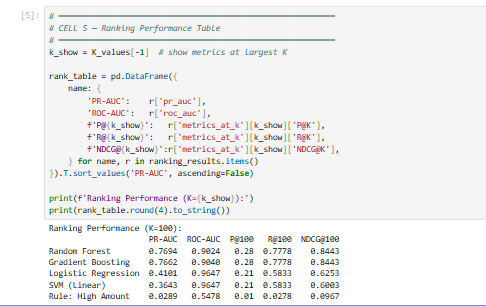 [5]: # ══════════════════════════════════════
# CELL 5 — Ranking Performance Table
# ══════════════════════════════════════
k_show = K_values[-1]  # show metrics at largest K

rank_table = pd.DataFrame({
    name: {
        'PR-AUC':   r['pr_auc'],
        'ROC-AUC':  r['roc_auc'],
        f'P@{k_show}':   r['metrics_at_k'][k_show]['P@K'],
        f'R@{k_show}':   r['metrics_at_k'][k_show]['R@K'],
        f'NDCG@{k_show}':r['metrics_at_k'][k_show]['NDCG@K'],
    } for name, r in ranking_results.items()
}).T.sort_values('PR-AUC', ascending=False)

print(f'Ranking Performance (K={k_show}):')
print(rank_table.round(4).to_string())
Ranking Performance (K=100):
                     PR-AUC  ROC-AUC  P@100   R@100  NDCG@100
Random Forest        0.7694   0.9024   0.28  0.7778    0.8443
Gradient Boosting    0.7662   0.9040   0.28  0.7778    0.8443
Logistic Regression  0.4101   0.9647   0.21  0.5833    0.6253
SVM (Linear)         0.3643   0.9647   0.21  0.5833    0.6003
Rule: High Amount    0.0289   0.5478   0.01  0.0278    0.0967